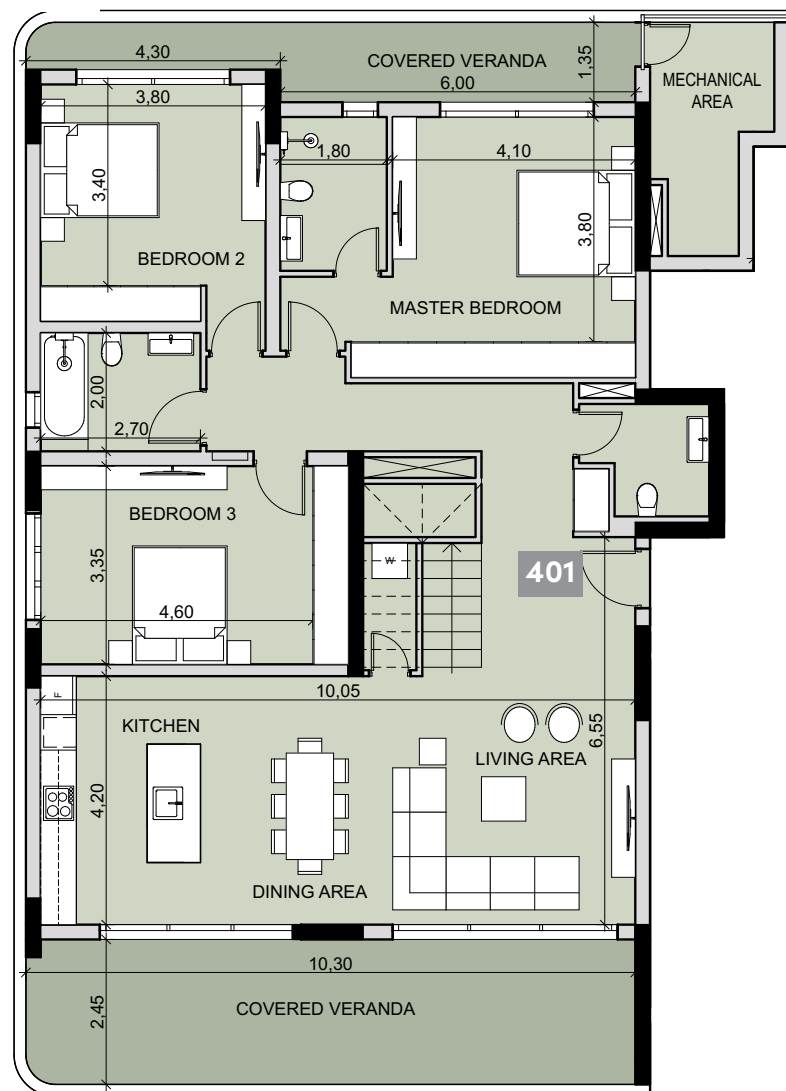 4,30
COVERED VERANDA
6,00
1,35
MECHANICAL
AREA
3,80
1,80
4,10
3,40
3,80
BEDROOM 2
MASTER BEDROOM
2,00
2,70
BEDROOM 3
3,35
4,60
W
401
10,05
F
KITCHEN
6,55
LIVING AREA
4,20
DINING AREA
10,30
2,45
COVERED VERANDA